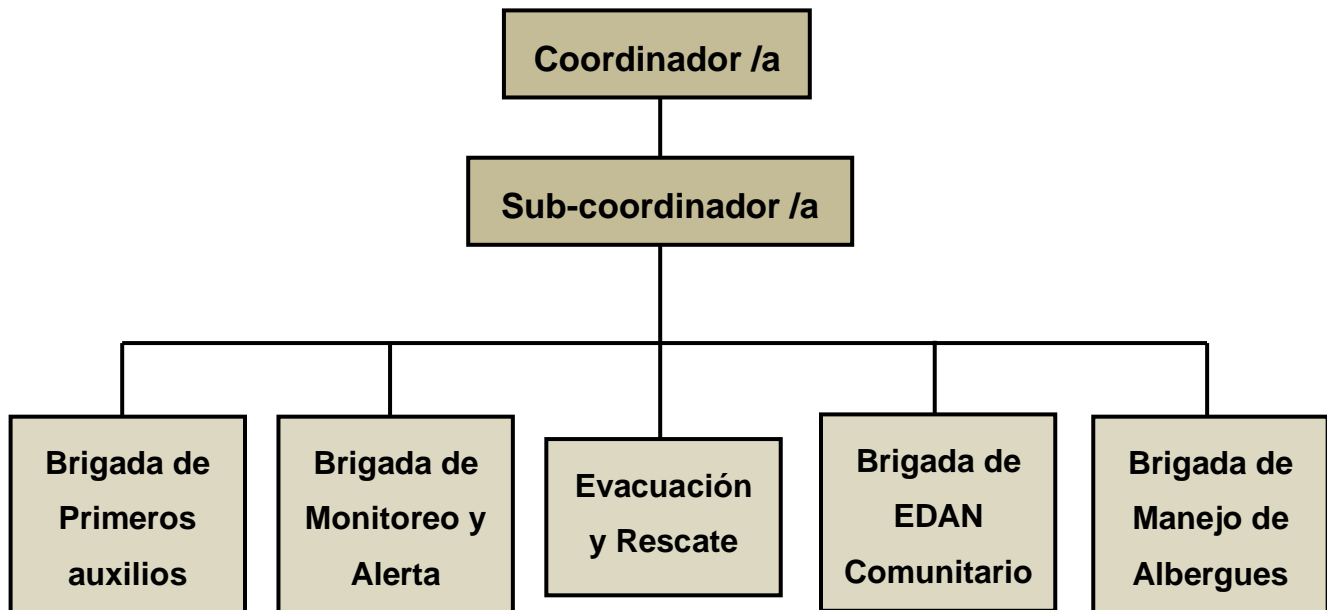 Coordinador /a
Sub-coordinador /a
Brigada de
Primeros
auxilios
Brigada de
Monitoreo y
Alerta
Evacuación
y Rescate
Brigada de
EDAN
Comunitario
Brigada de
Manejo de
Albergues